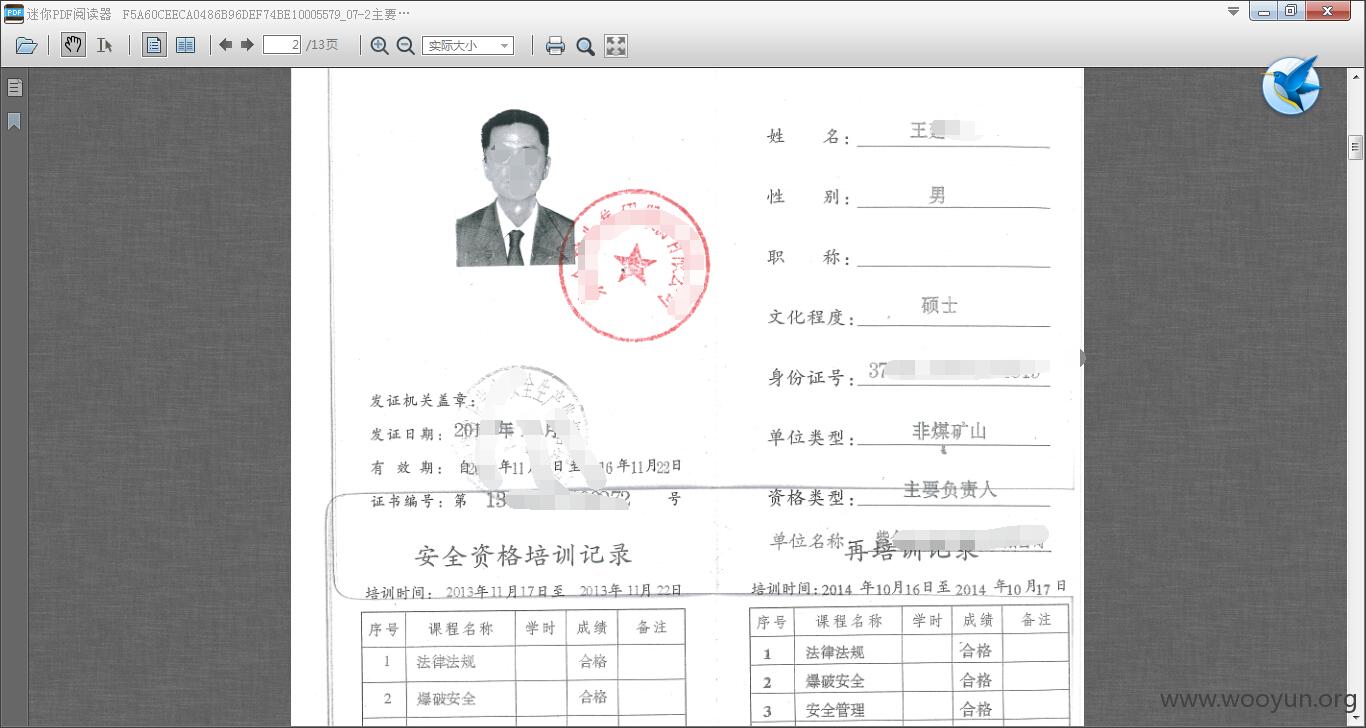 迷你PDF阅读器 F5A60CEECA0486B96DEF74BE10005579_07-2主要…
2 /13页
实际大小
姓 名: 王
性 别: 男
职 称:
文化程度: 硕士
身份证号: 37
单位类型: 非煤矿山
资格类型: 主要负责人
单位名称
发证机关盖章:
发证日期: 201 年 月
有 效 期: 自 年11 日至 16 年11月22日
证书编号: 第 13 号
安全资格培训记录
培训时间: 2013年11月17日至 2013年 11月 22日
序号 课程名称 学时 成绩 备注
1 法律法规 合格
2 爆破安全 合格
再培训记录
培训时间:2014 年10月16日至 2014 年10 月17 日
序号 课程名称 学时 成绩 备注
1 法律法规 合格
2 爆破安全 合格
3 安全管理 合格
www.wooyun.org